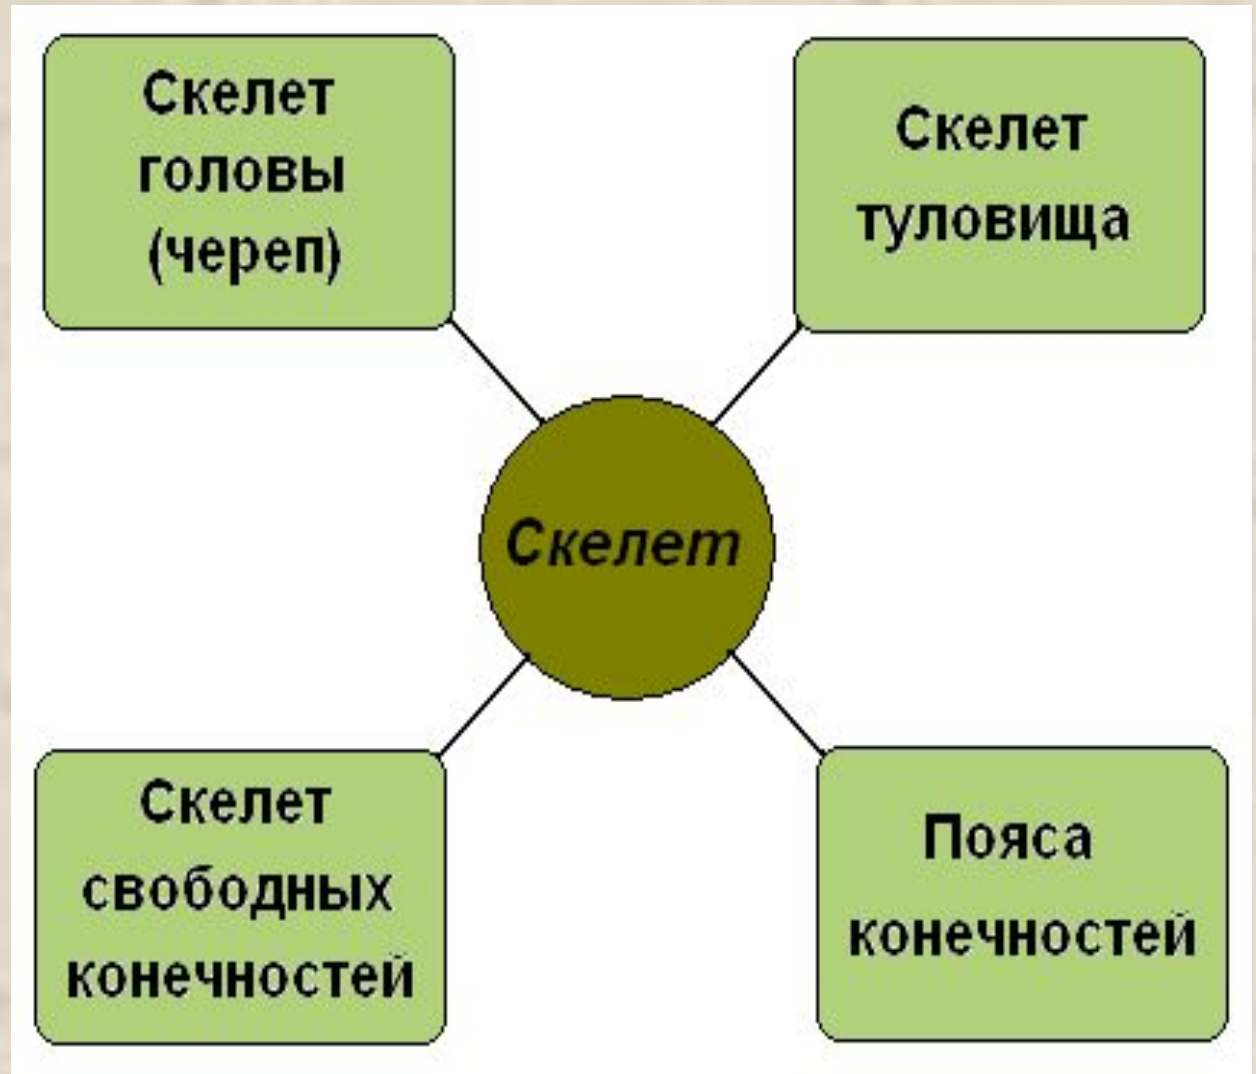 Скелет
головы
(череп)
Скелет
туловища
Скелет
Скелет
свободных
конечностей
Пояса
конечностей